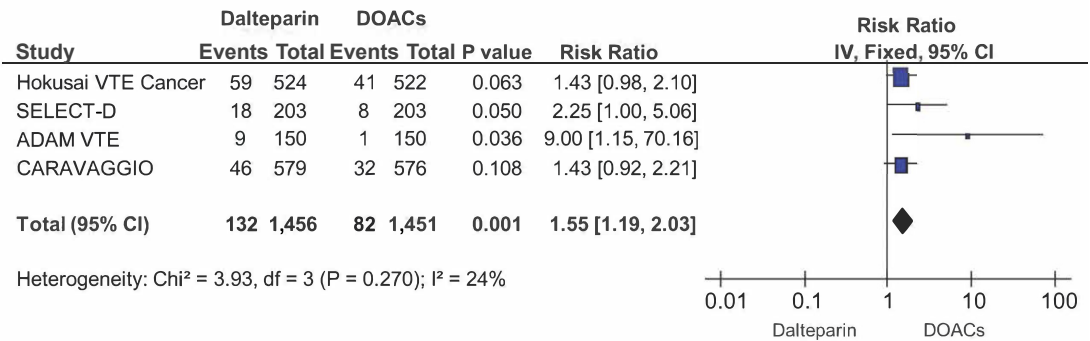 Dalteparin DOACs Risk Ratio
Study Events Total Events Total P value Risk Ratio IV, Fixed, 95% CI
Hokusai VTE Cancer 59 524 41 522 0.063 1.43 [0.98, 2.10]
SELECT-D 18 203 8 203 0.050 2.25 [1.00, 5.06]
ADAM VTE 9 150 1 150 0.036 9.00 [1.15, 70.16]
CARAVAGGIO 46 579 32 576 0.108 1.43 [0.92, 2.21]
Total (95% CI) 132 1,456 82 1,451 0.001 1.55 [1.19, 2.03]
Heterogeneity: Chi² = 3.93, df = 3 (P = 0.270); I² = 24%
0.01 0.1 1 10 100
Dalteparin DOACs